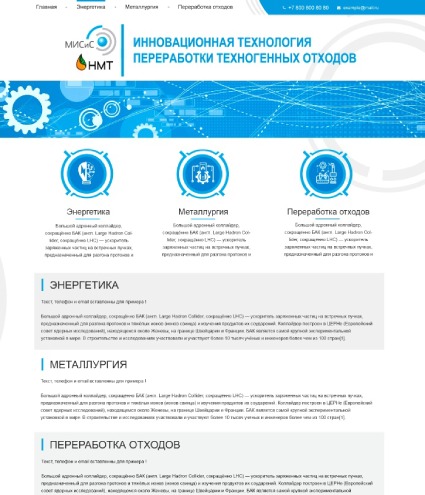 Главная Энергетика Металлургия Переработка отходов
+7 800 800 80 80
МИСиС
НМТ
ИННОВАЦИОННАЯ ТЕХНОЛОГИЯ
ПЕРЕРАБОТКИ ТЕХНОГЕННЫХ ОТХОДОВ
Энергетика
Большой адронный коллайдер,
сокращённо БАК (англ. Large Hadron Col-
lider, сокращённо LHC) — ускоритель
заряженных частиц на встречных пучках,
предназначенный для разгона протонов и
Металлургия
Большой адронный коллайдер,
сокращённо БАК (англ. Large Hadron Col-
lider, сокращённо LHC) — ускоритель
заряженных частиц на встречных пучках,
предназначенный для разгона протонов и
Переработка отходов
Большой адронный коллайдер,
сокращённо БАК (англ. Large Hadron Col-
lider, сокращённо LHC) — ускоритель
заряженных частиц на встречных пучках,
предназначенный для разгона протонов и
ЭНЕРГЕТИКА
Текст, телефон и email вставленны для примера !
Большой адронный коллайдер, сокращённо БАК (англ. Large Hadron Collider, сокращённо LHC) — ускоритель заряженных частиц на встречных пучках,
предназначенный для разгона протонов и тяжёлых ионов (ионов свинца) и изучения продуктов их соударений. Коллайдер построен в ЦЕРНе (Европейский
совет ядерных исследований), находящемся около Женевы, на границе Швейцарии и Франции. БАК является самой крупной экспериментальной
установкой в мире. В строительстве и исследованиях участвовали и участвуют более 10 тысяч учёных и инженеров более чем из 100 стран[1].
МЕТАЛЛУРГИЯ
Текст, телефон и email вставленны для примера !
Большой адронный коллайдер, сокращённо БАК (англ. Large Hadron Collider, сокращённо LHC) — ускоритель заряженных частиц на встречных пучках,
предназначенный для разгона протонов и тяжёлых ионов (ионов свинца) и изучения продуктов их соударений. Коллайдер построен в ЦЕРНе (Европейский
совет ядерных исследований), находящемся около Женевы, на границе Швейцарии и Франции. БАК является самой крупной экспериментальной
установкой в мире. В строительстве и исследованиях участвовали и участвуют более 10 тысяч учёных и инженеров более чем из 100 стран[1].
ПЕРЕРАБОТКА ОТХОДОВ
Текст, телефон и email вставленны для примера !
Большой адронный коллайдер, сокращённо БАК (англ. Large Hadron Collider, сокращённо LHC) — ускоритель заряженных частиц на встречных пучках,
предназначенный для разгона протонов и тяжёлых ионов (ионов свинца) и изучения продуктов их соударений. Коллайдер построен в ЦЕРНе (Европейский
совет ядерных исследований), находящемся около Женевы, на границе Швейцарии и Франции. БАК является самой крупной экспериментальной